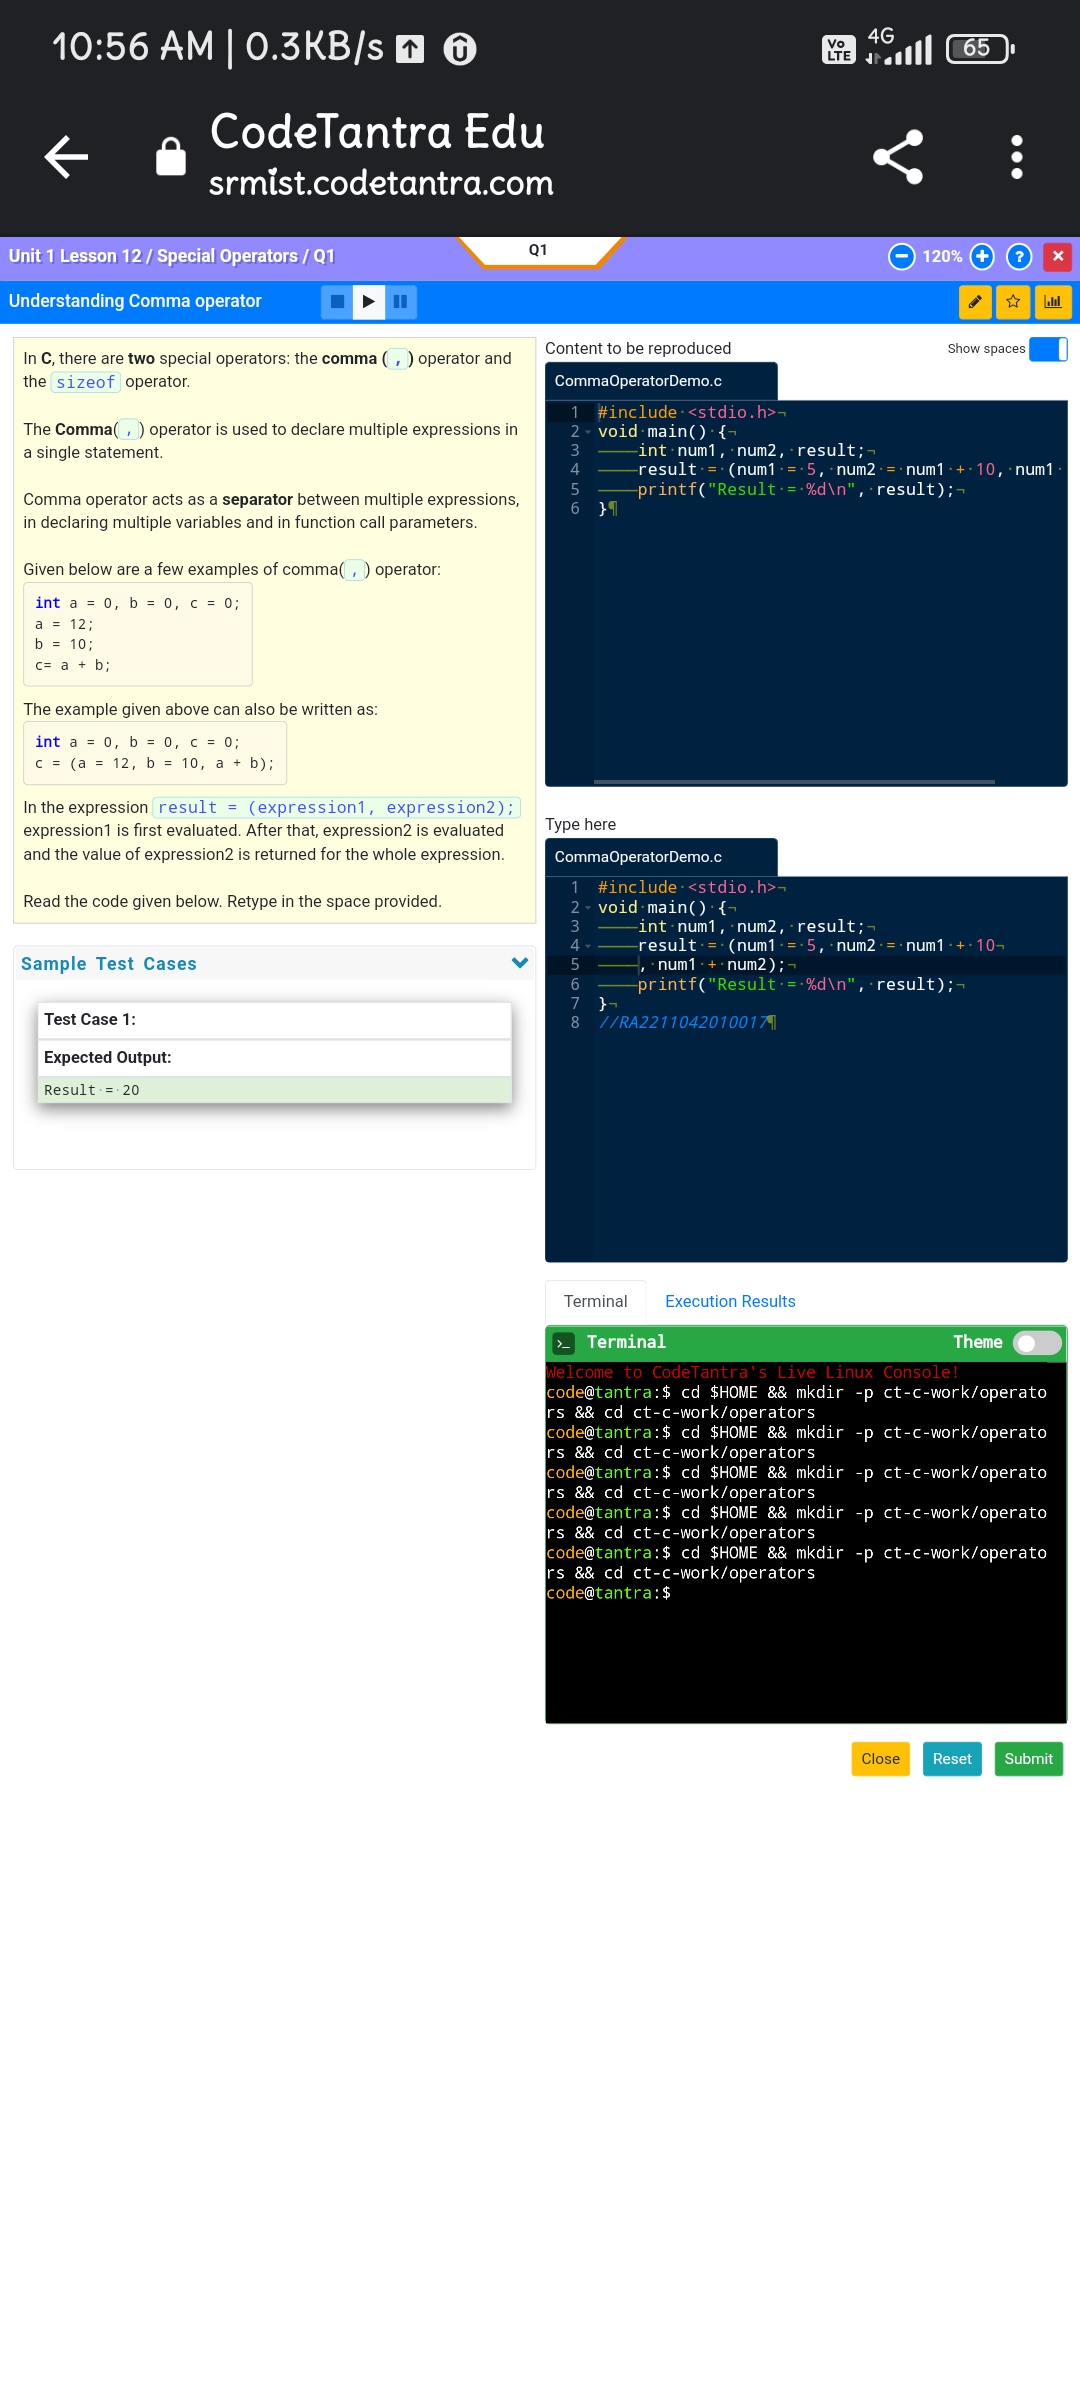 10:56 AM | 0.3KB/s
Vo LTE 4G 65
CodeTantra Edu
srmist.codetantra.com
Unit 1 Lesson 12 / Special Operators / Q1
Q1
120%
?
Understanding Comma operator
In C, there are two special operators: the comma ( , ) operator and
the sizeof operator.
The Comma( , ) operator is used to declare multiple expressions in
a single statement.
Comma operator acts as a separator between multiple expressions,
in declaring multiple variables and in function call parameters.
Given below are a few examples of comma( , ) operator:
int a = 0, b = 0, c = 0;
a = 12;
b = 10;
c= a + b;
The example given above can also be written as:
int a = 0, b = 0, c = 0;
c = (a = 12, b = 10, a + b);
In the expression result = (expression1, expression2);
expression1 is first evaluated. After that, expression2 is evaluated
and the value of expression2 is returned for the whole expression.
Read the code given below. Retype in the space provided.
Sample Test Cases
Test Case 1:
Expected Output:
Result·=·20
Content to be reproduced
Show spaces
CommaOperatorDemo.c
1 #include·<stdio.h>¬
2 void·main()·{¬
3 ————int·num1,·num2,·result;¬
4 ————result·=·(num1·=·5,·num2·=·num1·+·10,·num1·
5 ————printf("Result·=·%d\n",·result);¬
6 }¶
Type here
CommaOperatorDemo.c
1 #include·<stdio.h>¬
2 void·main()·{¬
3 ————int·num1,·num2,·result;¬
4 ————result·=·(num1·=·5,·num2·=·num1·+·10¬
5 ————,·num1·+·num2);¬
6 ————printf("Result·=·%d\n",·result);¬
7 }¬
8 //RA2211042010017¶
Terminal
Execution Results
>_ Terminal
Theme
Welcome to CodeTantra's Live Linux Console!
code@tantra:$ cd $HOME && mkdir -p ct-c-work/operato
rs && cd ct-c-work/operators
code@tantra:$ cd $HOME && mkdir -p ct-c-work/operato
rs && cd ct-c-work/operators
code@tantra:$ cd $HOME && mkdir -p ct-c-work/operato
rs && cd ct-c-work/operators
code@tantra:$ cd $HOME && mkdir -p ct-c-work/operato
rs && cd ct-c-work/operators
code@tantra:$ cd $HOME && mkdir -p ct-c-work/operato
rs && cd ct-c-work/operators
code@tantra:$
Close
Reset
Submit